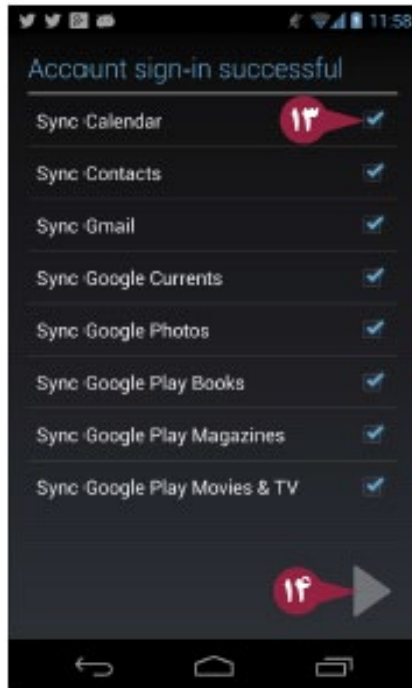 11:58
Account sign-in successful
Sync Calendar ۱۳
Sync Contacts
Sync Gmail
Sync Google Currents
Sync Google Photos
Sync Google Play Books
Sync Google Play Magazines
Sync Google Play Movies & TV
۱۴